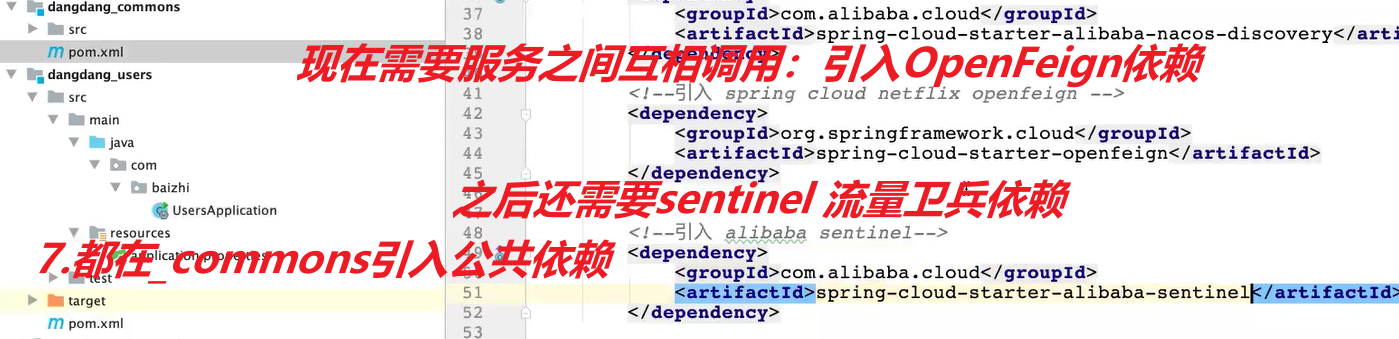 dangdang_commons
src
pom.xml
dangdang_users
src
main
java
com
baizhi
UsersApplication
resources
test
target
pom.xml
37 <groupId>com.alibaba.cloud</groupId>
38 <artifactId>spring-cloud-starter-alibaba-nacos-discovery</arti
</dependency>
现在需要服务之间互相调用：引入OpenFeign依赖
41 <!--引入 spring cloud netflix openfeign -->
42 <dependency>
43 <groupId>org.springframework.cloud</groupId>
44 <artifactId>spring-cloud-starter-openfeign</artifactId>
45 </dependency>
之后还需要sentinel 流量卫兵依赖
48 <!--引入 alibaba sentinel-->
49 <dependency>
7.都在_commons引入公共依赖
<groupId>com.alibaba.cloud</groupId>
51 <artifactId>spring-cloud-starter-alibaba-sentinel</artifactId>
52 </dependency>
53